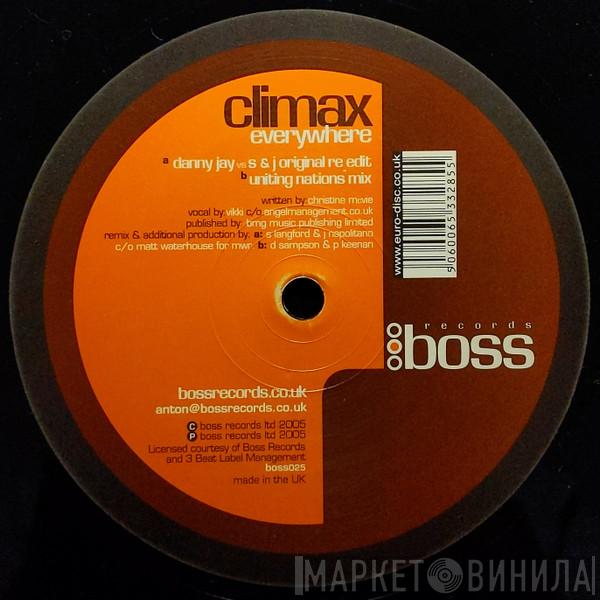 climax
everywhere
a danny jay vs s & j original re edit
b uniting nations mix
written by: christine mcvie
vocal by: vikki c/o angelmanagement.co.uk
published by: bmg music publishing limited
remix & additional production by: a: s langford & j napolitano
c/o matt waterhouse for mwr b: d sampson & p keenan
www.euro-disc.co.uk
5060065332855
records
boss
bossrecords.co.uk
anton@bossrecords.co.uk
C boss records ltd 2005
P boss records ltd 2005
Licensed courtesy of Boss Records
and 3 Beat Label Management
boss025
made in the UK
МАРКЕТ ВИНИЛА